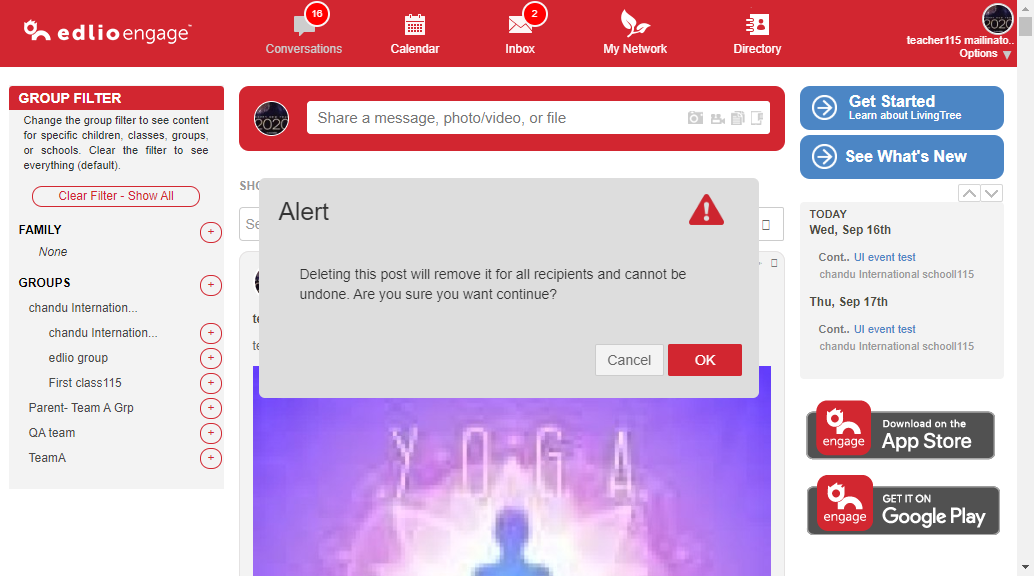 edlio engage
16
Conversations
Calendar
2
Inbox
My Network
Directory
2020
teacher115 mailinato..
Options
GROUP FILTER
Change the group filter to see content
for specific children, classes, groups,
or schools. Clear the filter to see
everything (default).
Clear Filter - Show All
FAMILY
+
None
GROUPS
+
chandu Internation...
chandu Internation...
+
edlio group
+
First class115
+
Parent- Team A Grp
+
QA team
+
TeamA
+
2020
Share a message, photo/video, or file
Alert
Deleting this post will remove it for all recipients and cannot be
undone. Are you sure you want continue?
Cancel
OK
YOGA
Get Started
Learn about LivingTree
See What's New
TODAY
Wed, Sep 16th
Cont.. UI event test
chandu International schooll115
Thu, Sep 17th
Cont.. UI event test
chandu International schooll115
engage
Download on the
App Store
engage
GET IT ON
Google Play